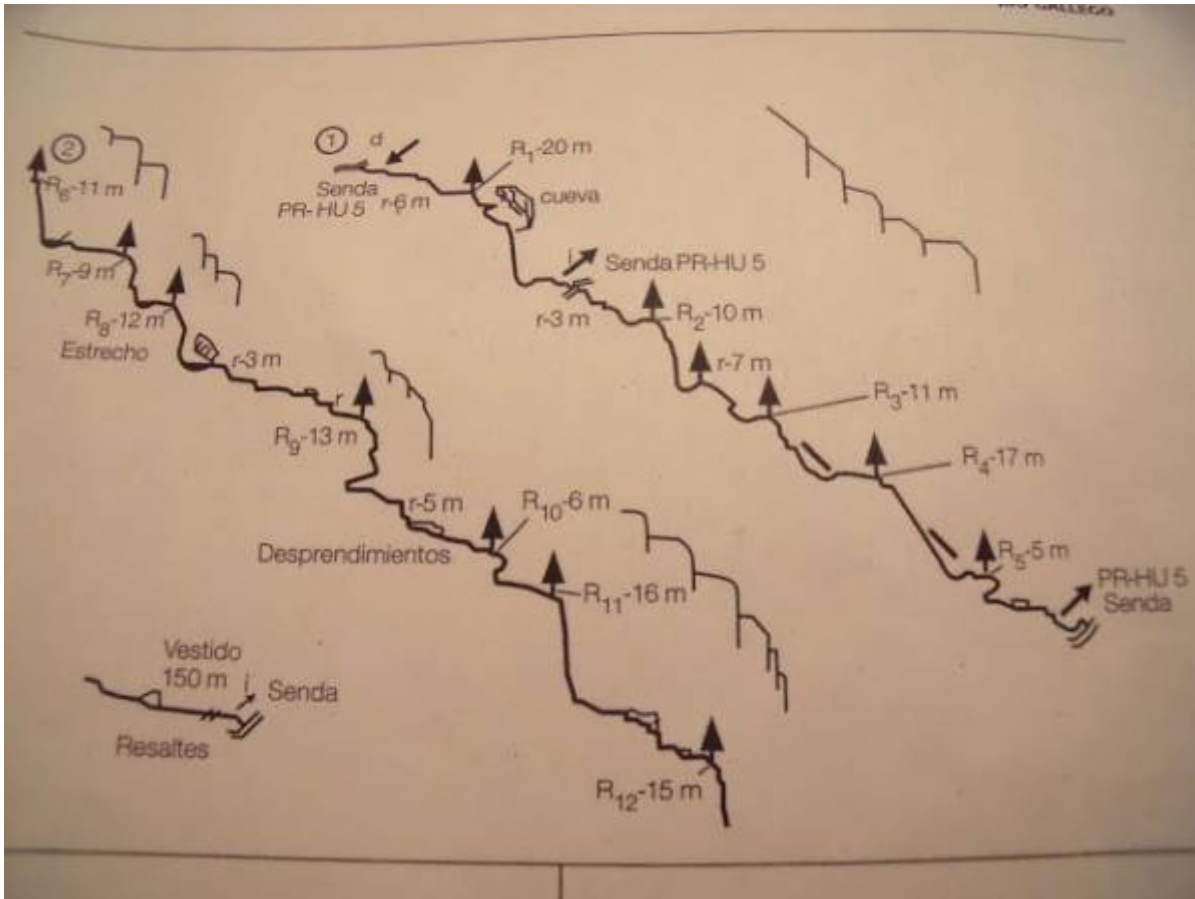 RIO GALLEGO
1
d
R1-20 m
Senda
PR-HU 5
r-6 m
cueva
i
Senda PR-HU 5
r-3 m
R2-10 m
r-7 m
R3-11 m
R4-17 m
R5-5 m
PR-HU 5
Senda
2
R6-11 m
R7-9 m
R8-12 m
Estrecho
r-3 m
r
R9-13 m
r-5 m
R10-6 m
Desprendimientos
R11-16 m
R12-15 m
Vestido
150 m
i
Senda
Resaltes